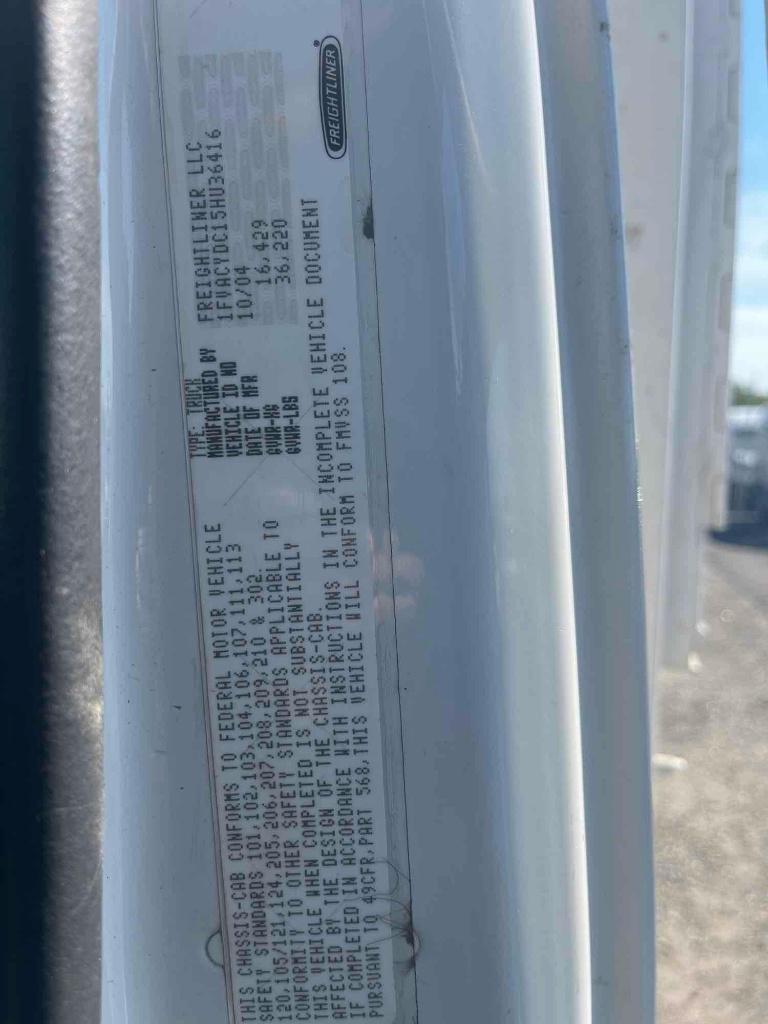 THIS CHASSIS-CAB CONFORMS TO FEDERAL MOTOR VEHICLE
SAFETY STANDARDS 101,102,103,104,106,107,111,113
120,105/121,124,205,206,207,208,209,210 & 302.
CONFORMITY TO OTHER SAFETY STANDARDS APPLICABLE TO
THIS VEHICLE WHEN COMPLETED IS NOT SUBSTANTIALLY
AFFECTED BY THE DESIGN OF THE CHASSIS-CAB.
IF COMPLETED IN ACCORDANCE WITH INSTRUCTIONS IN THE INCOMPLETE VEHICLE DOCUMENT
PURSUANT TO 49CFR,PART 568,THIS VEHICLE WILL CONFORM TO FMVSS 108.
TYPE: TRUCK
MANUFACTURED BY FREIGHTLINER LLC
VEHICLE ID NO 1FVACYDC15HU36416
DATE OF MFR 10/04
GVWR-KG 16,429
GVWR-LBS 36,220
FREIGHTLINER